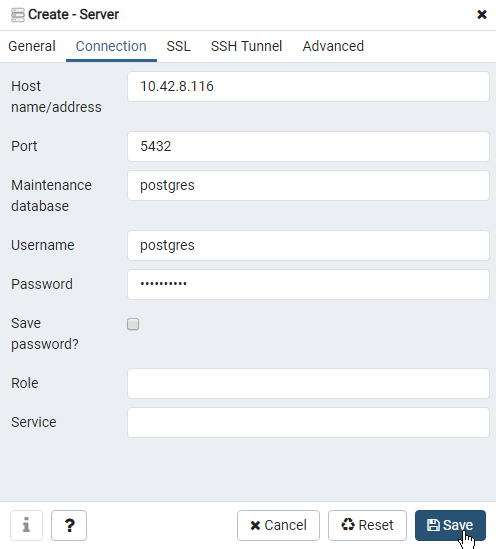 Create - Server
General Connection SSL SSH Tunnel Advanced
Host name/address 10.42.8.116
Port 5432
Maintenance database postgres
Username postgres
Password ••••••••••
Save password?
Role
Service
i ? Cancel Reset Save